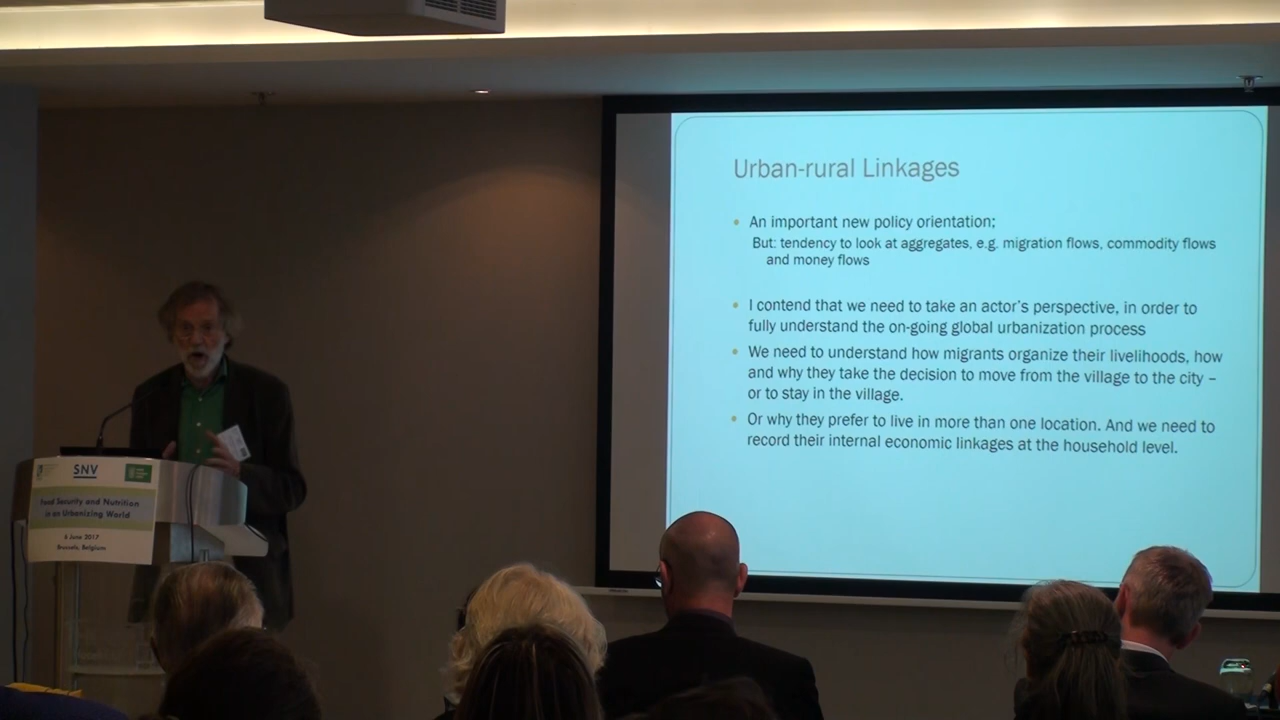 Urban-rural Linkages
An important new policy orientation;
But: tendency to look at aggregates, e.g. migration flows, commodity flows
and money flows
I contend that we need to take an actor's perspective, in order to
fully understand the on-going global urbanization process
We need to understand how migrants organize their livelihoods, how
and why they take the decision to move from the village to the city –
or to stay in the village.
Or why they prefer to live in more than one location. And we need to
record their internal economic linkages at the household level.
SNV
Food Security and Nutrition
in an Urbanizing World
6 June 2017
Brussels, Belgium